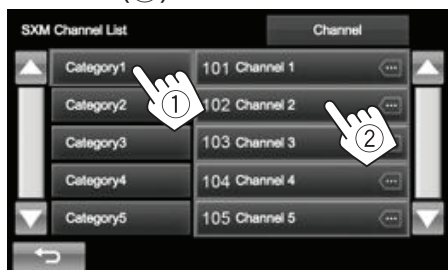 SXM Channel List Channel
Category1 101 Channel 1
Category2 102 Channel 2
Category3 103 Channel 3
Category4 104 Channel 4
Category5 105 Channel 5
1
2